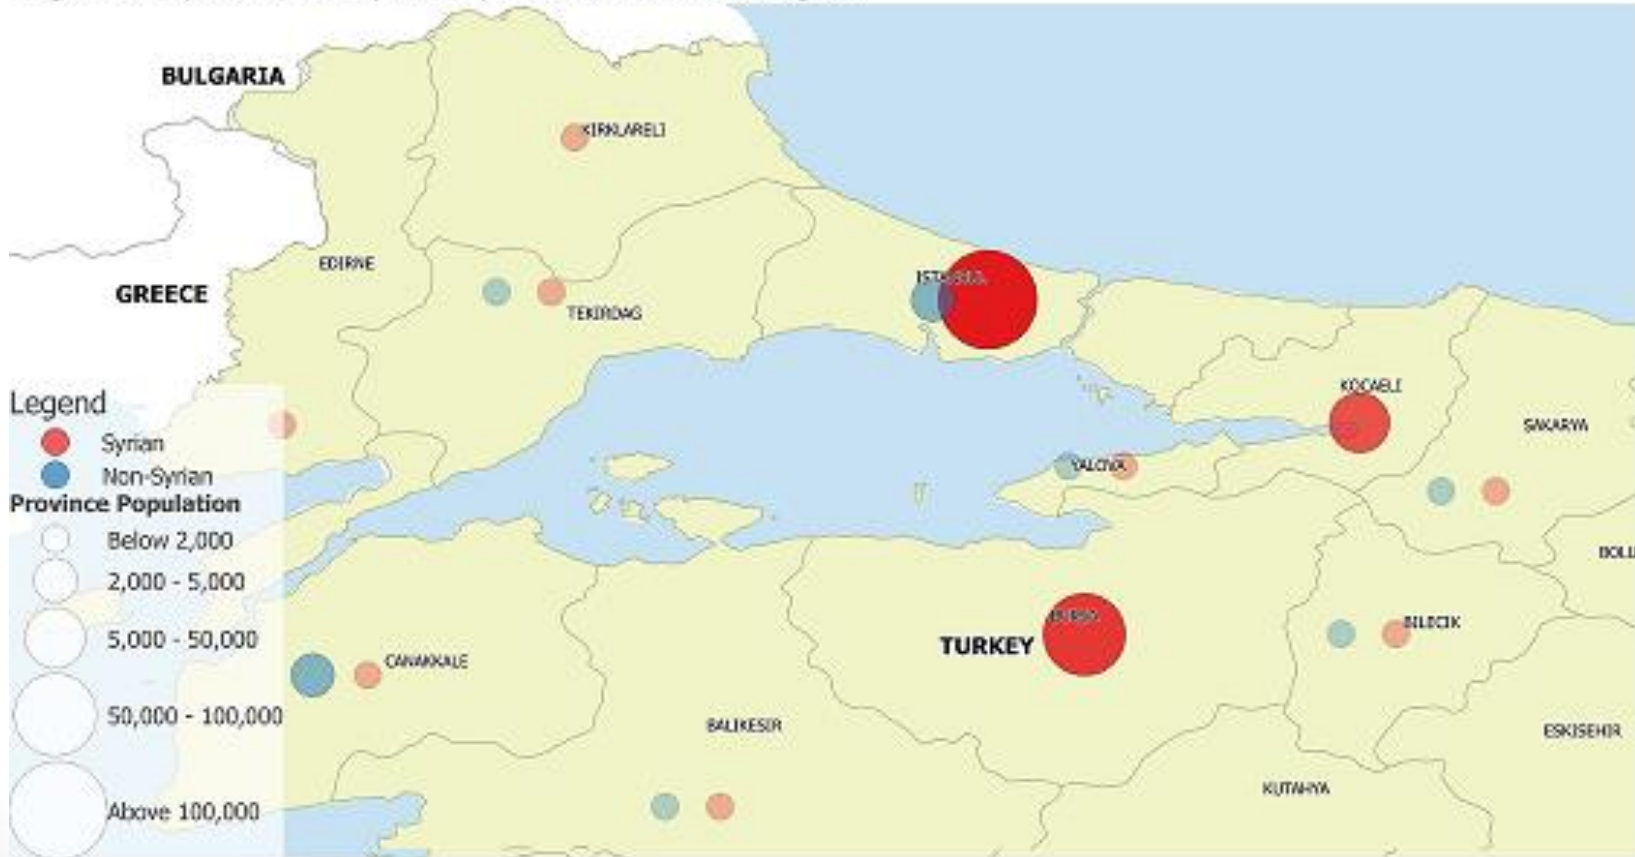 BULGARIA
KIRKLARELI
EDIRNE
GREECE
TEKIRDAG
ISTANBUL
KOCAELI
SAKARYA
YALOVA
Legend
Syrian
Non-Syrian
Province Population
Below 2,000
2,000 - 5,000
5,000 - 50,000
50,000 - 100,000
Above 100,000
BOLU
BURSA
TURKEY
BILECIK
CANAKKALE
BALIKESIR
ESKISEHIR
KUTAHYA